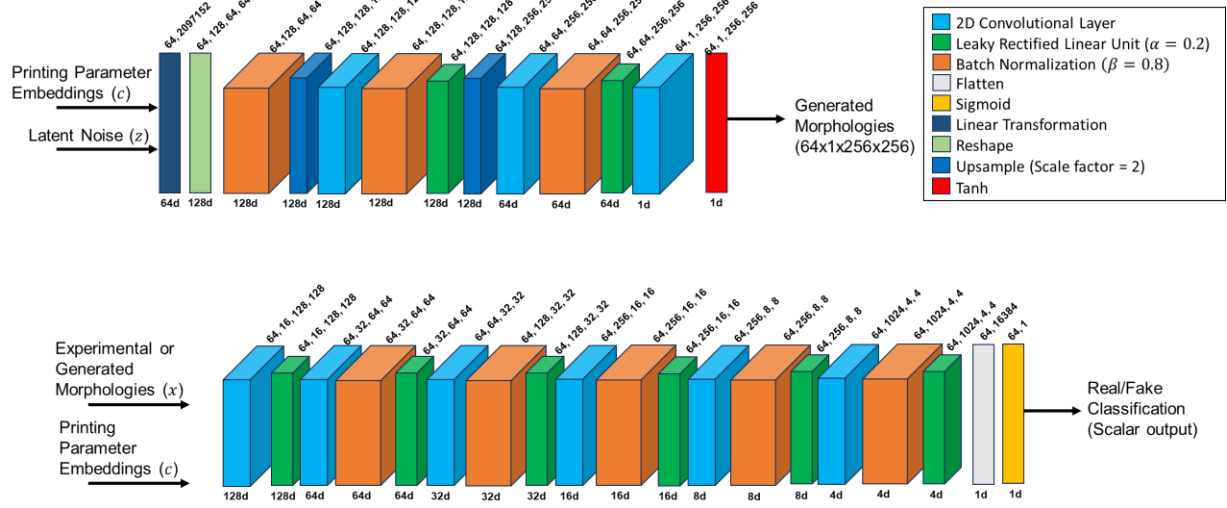 64, 2097152
64, 128, 64, 64
64,128, 64, 64
64, 128, 128,
64, 128, 128,
64, 128, 128,
64, 128, 128, 128
64,128, 256,
64, 64, 256,
64, 64, 256,
64, 64, 256, 256
64, 1, 256, 256
64, 1, 256, 256
Printing Parameter
Embeddings (c)
Latent Noise (z)
64d
128d
128d
128d
128d
128d
128d
128d
64d
64d
64d
1d
1d
Generated
Morphologies
(64x1x256x256)
2D Convolutional Layer
Leaky Rectified Linear Unit (α = 0.2)
Batch Normalization (β = 0.8)
Flatten
Sigmoid
Linear Transformation
Reshape
Upsample (Scale factor = 2)
Tanh
64, 16, 128, 128
64, 16, 128, 128
64, 32, 64, 64
64, 32, 64, 64
64, 32, 64, 64
64, 64, 32, 32
64, 128, 32, 32
64, 128, 32, 32
64, 256, 16, 16
64, 256, 16, 16
64, 256, 16, 16
64, 256, 8, 8
64, 256, 8, 8
64, 256, 8, 8
64, 1024, 4, 4
64, 1024, 4, 4
64, 1024, 4, 4
64, 16384
64, 1
Experimental or
Generated
Morphologies (x)
Printing
Parameter
Embeddings (c)
128d
128d
64d
64d
64d
32d
32d
32d
16d
16d
16d
8d
8d
8d
4d
4d
4d
1d
1d
Real/Fake
Classification
(Scalar output)